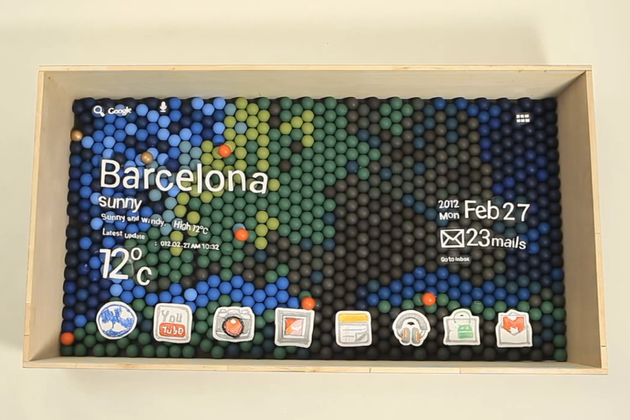 Google
Barcelona
sunny
Sunny and Windy. High 12°C
Latest Update : 012.02.27 AM 10:32
12°c
2012
Mon
Feb 27
23 mails
Go to Inbox
You
Tube